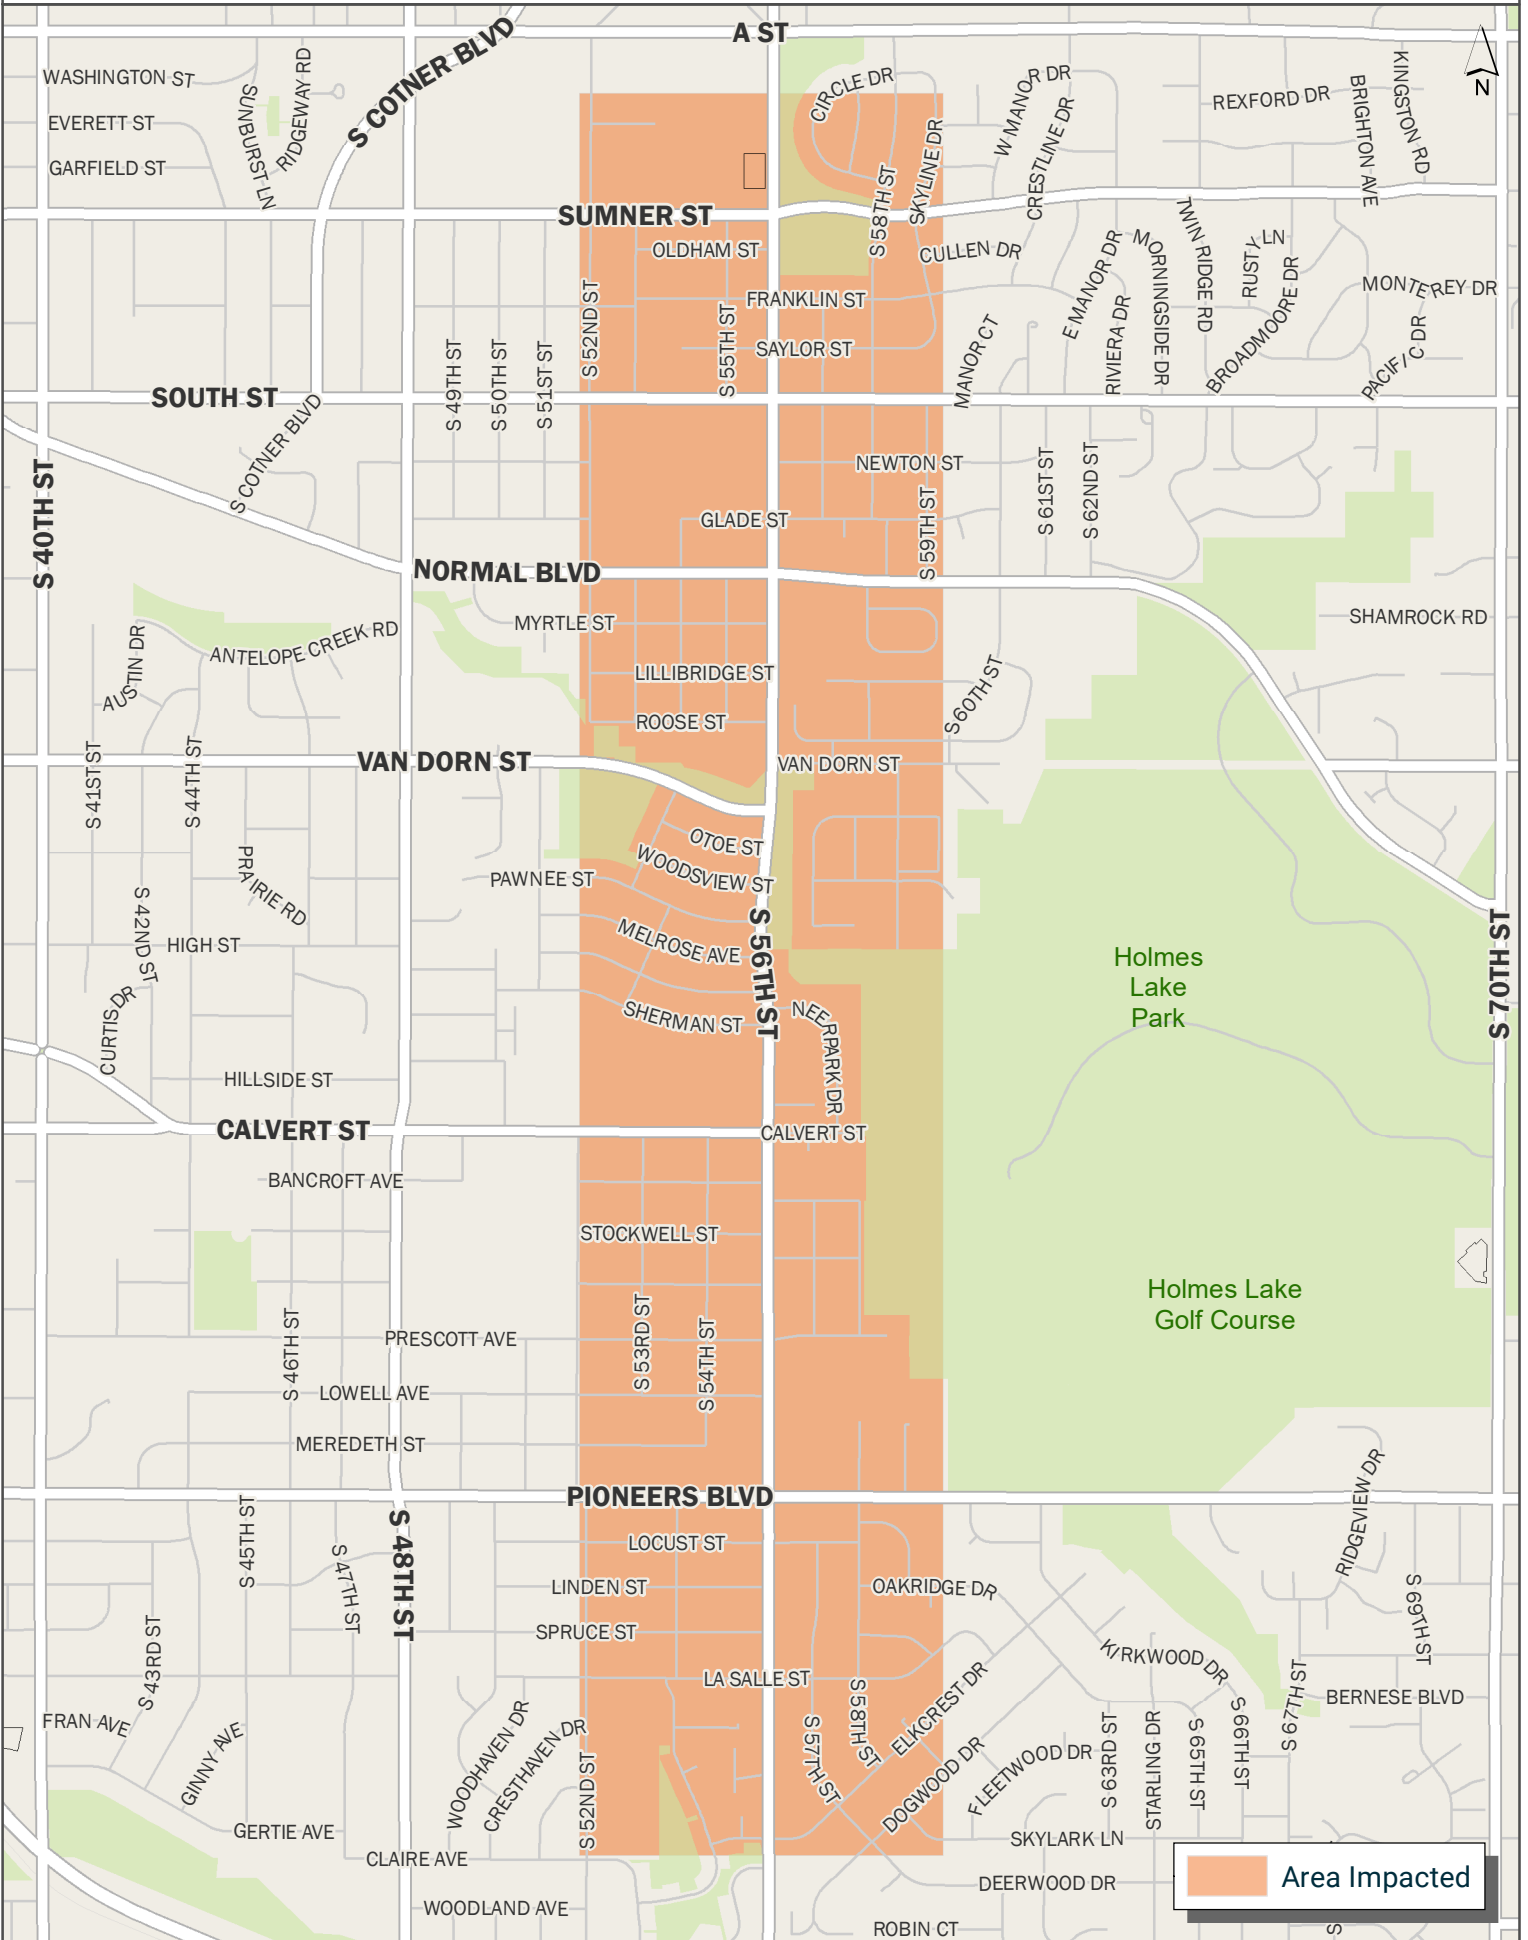 A ST
S COTNER BLVD
WASHINGTON ST
SUNBURST LN
RIDGEWAY RD
EVERETT ST
GARFIELD ST
CIRCLE DR
W MANOR DR
CRESTLINE DR
REXFORD DR
BRIGHTON AVE
KINGSTON RD
N
SKYLINE DR
S 58TH ST
SUMNER ST
OLDHAM ST
CULLEN DR
E MANOR DR
MORNINGSIDE DR
TWIN RIDGE RD
RUSTY LN
BROADMOORE DR
MONTEREY DR
S 52ND ST
FRANKLIN ST
RIVIERA DR
PACIFIC DR
S 49TH ST
S 50TH ST
S 51ST ST
S 55TH ST
SAYLOR ST
MANOR CT
SOUTH ST
S COTNER BLVD
S 40TH ST
NEWTON ST
S 61ST ST
S 62ND ST
GLADE ST
S 59TH ST
NORMAL BLVD
MYRTLE ST
SHAMROCK RD
AUSTIN DR
ANTELOPE CREEK RD
LILLIBRIDGE ST
S 60TH ST
ROOSE ST
S 41ST ST
S 44TH ST
VAN DORN ST
VAN DORN ST
OTOE ST
WOODSVIEW ST
PRAIRIE RD
PAWNEE ST
S 42ND ST
HIGH ST
MELROSE AVE
S 56TH ST
Holmes
Lake
Park
S 70TH ST
CURTIS DR
SHERMAN ST
NEERPARK DR
HILLSIDE ST
CALVERT ST
CALVERT ST
BANCROFT AVE
STOCKWELL ST
Holmes Lake
Golf Course
S 46TH ST
PRESCOTT AVE
S 53RD ST
S 54TH ST
LOWELL AVE
MEREDETH ST
PIONEERS BLVD
RIDGEVIEW DR
S 45TH ST
S 47TH ST
S 48TH ST
LOCUST ST
LINDEN ST
OAKRIDGE DR
S 69TH ST
SPRUCE ST
S 43RD ST
KIRKWOOD DR
LA SALLE ST
S 58TH ST
ELKCREST DR
S 67TH ST
BERNESE BLVD
FRAN AVE
GINNY AVE
WOODHAVEN DR
CRESTHAVEN DR
S 52ND ST
S 57TH ST
DOGWOOD DR
FLEETWOOD DR
S 63RD ST
STARLING DR
S 65TH ST
S 66TH ST
GERTIE AVE
SKYLARK LN
CLAIRE AVE
DEERWOOD DR
Area Impacted
WOODLAND AVE
ROBIN CT
S